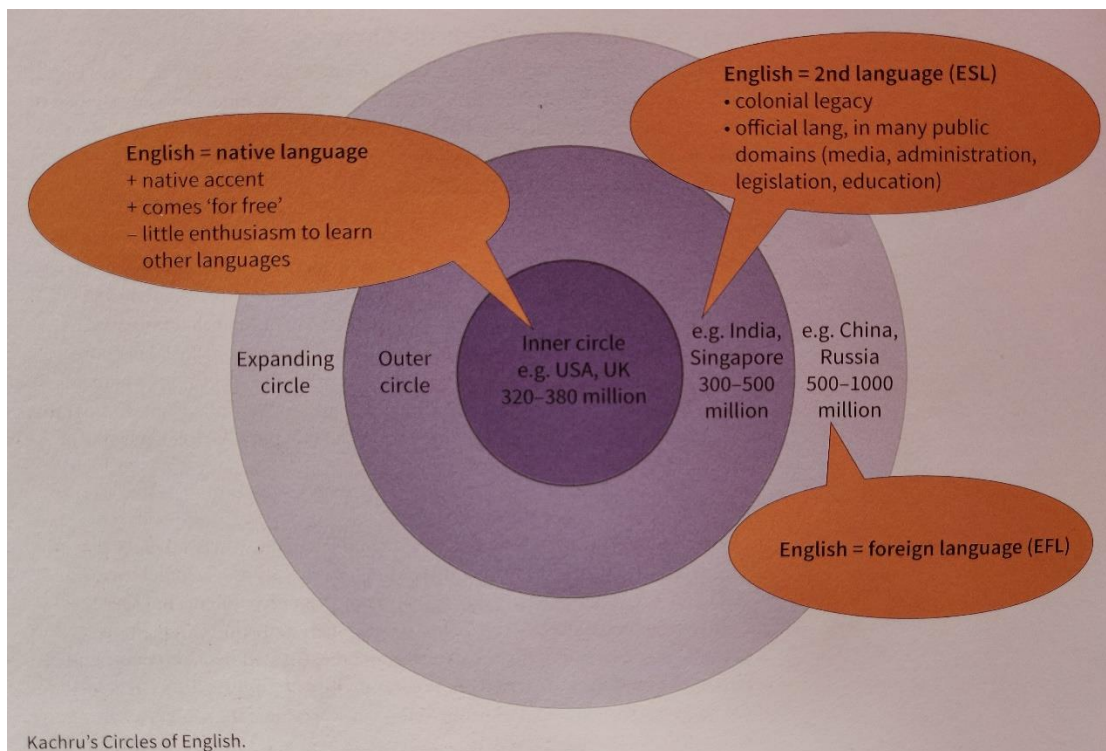 English = 2nd language (ESL)
• colonial legacy
• official lang, in many public
domains (media, administration,
legislation, education)
English = native language
+ native accent
+ comes ‘for free’
– little enthusiasm to learn
other languages
Expanding
circle
Outer
circle
Inner circle
e.g. USA, UK
320–380 million
e.g. India,
Singapore
300–500
million
e.g. China,
Russia
500–1000
million
English = foreign language (EFL)
Kachru’s Circles of English.